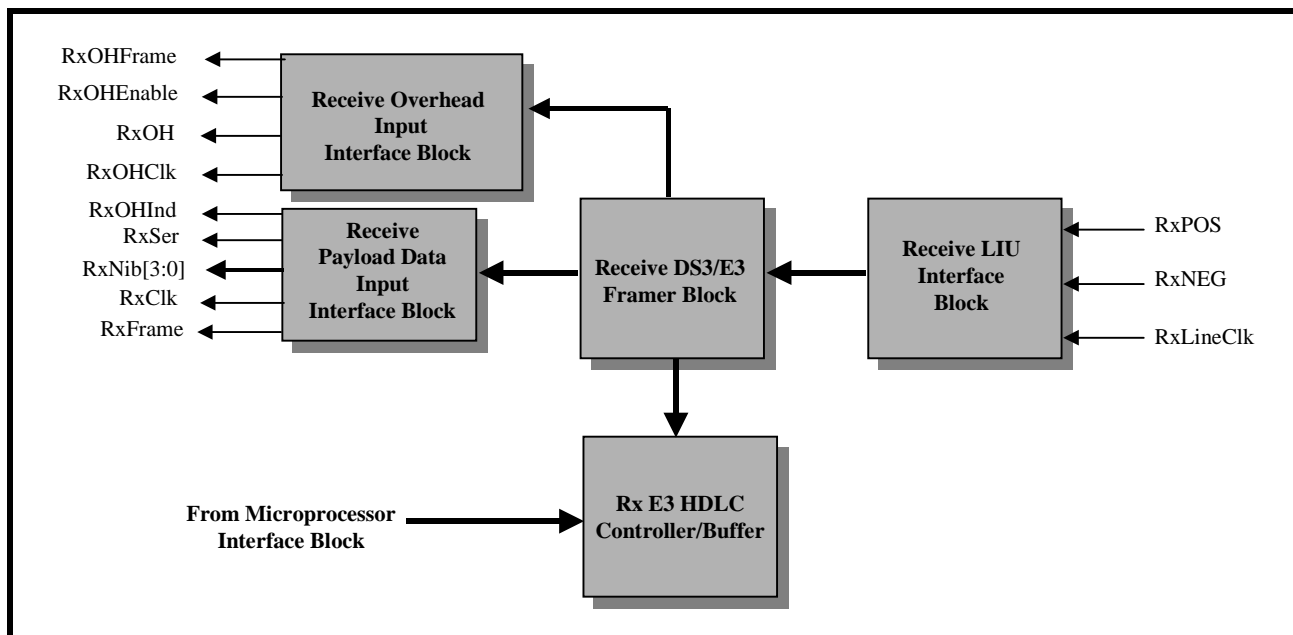 RxOHFrame
RxOHEnable
RxOH
RxOHClk
Receive Overhead
Input
Interface Block
RxOHInd
RxSer
RxNib[3:0]
RxClk
RxFrame
Receive
Payload Data
Input
Interface Block
Receive DS3/E3
Framer Block
Receive LIU
Interface
Block
RxPOS
RxNEG
RxLineClk
From Microprocessor
Interface Block
Rx E3 HDLC
Controller/Buffer